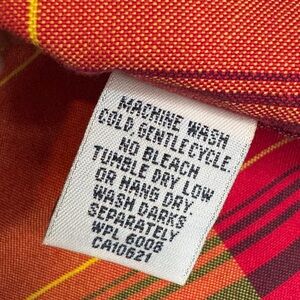 MACHINE WASH
COLD, GENTLE CYCLE.
NO BLEACH
TUMBLE DRY LOW
OR HANG DRY.
WASH DARKS
SEPARATELY
WPL 6008
CA10621